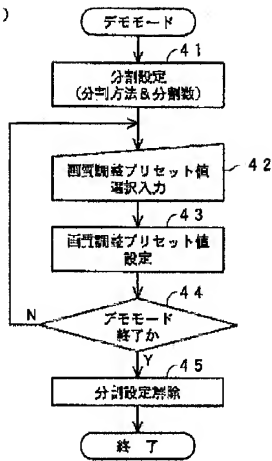 )
デモモード
41
分割設定
(分割方法&分割数)
42
画質調整プリセット値
選択入力
43
画質調整プリセット値
設定
44
デモモード
終了か
N
Y
45
分割設定解除
終 了